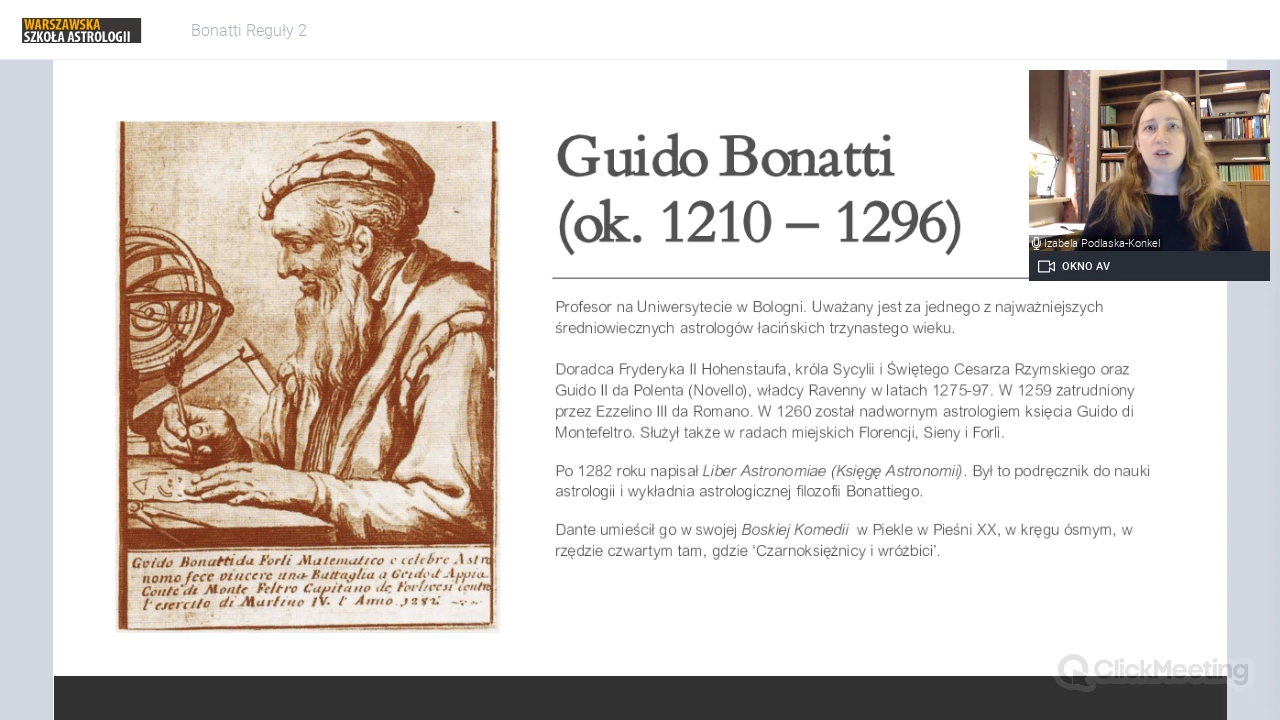 WARSZAWSKA
SZKOŁA ASTROLOGII
Bonatti Reguły 2
Guido Bonatti
(ok. 1210 – 1296)
Izabela Podlaska-Konkel
OKNO AV
Profesor na Uniwersytecie w Bologni. Uważany jest za jednego z najważniejszych
średniowiecznych astrologów łacińskich trzynastego wieku.
Doradca Fryderyka II Hohenstaufa, króla Sycylii i Świętego Cesarza Rzymskiego oraz
Guido II da Polenta (Novello), władcy Ravenny w latach 1275-97. W 1259 zatrudniony
przez Ezzelino III da Romano. W 1260 został nadwornym astrologiem księcia Guido di
Montefeltro. Służył także w radach miejskich Florencji, Sieny i Forlì.
Po 1282 roku napisał Liber Astronomiae (Księgę Astronomii). Był to podręcznik do nauki
astrologii i wykładnia astrologicznej filozofii Bonattiego.
Dante umieścił go w swojej Boskiej Komedii w Piekle w Pieśni XX, w kręgu ósmym, w
rzędzie czwartym tam, gdzie 'Czarnoksiężnicy i wróżbici'.
Guido Bonatti da Forli Matematico e celebre Astro
nomo fece vincere una Battaglia a Guido
Conte di Monte Feltro Capitano de Forlivesi contro
l'esercito di Martino IV. l' Anno 1282
ClickMeeting